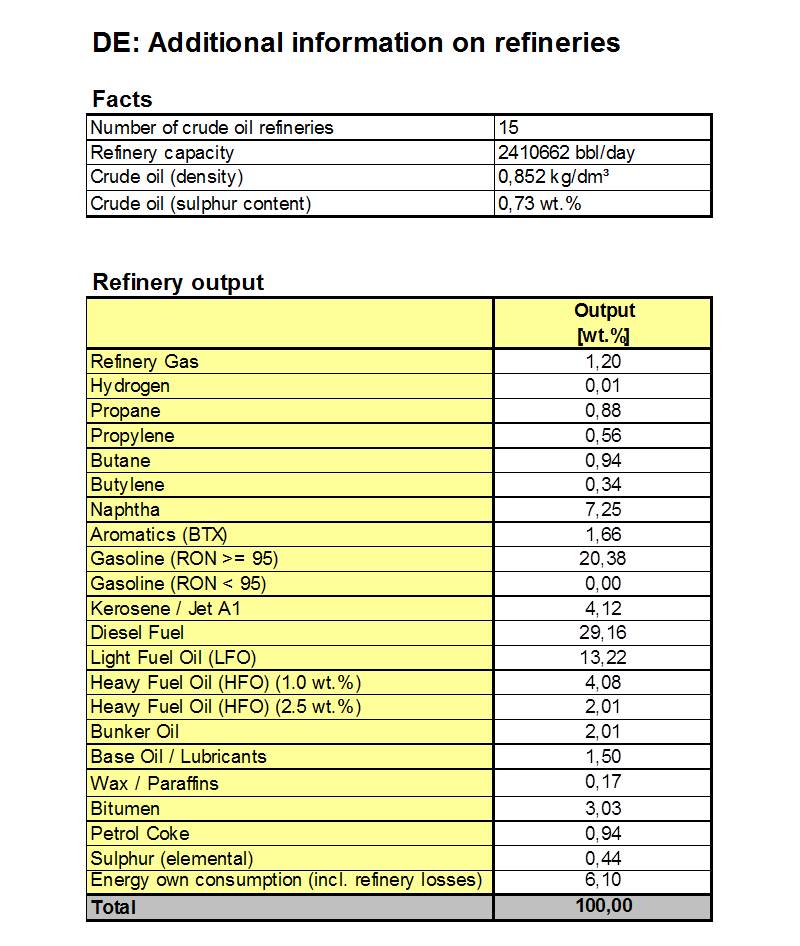 DE: Additional information on refineries
Facts
Number of crude oil refineries 15
Refinery capacity 2410662 bbl/day
Crude oil (density) 0,852 kg/dm³
Crude oil (sulphur content) 0,73 wt.%
Refinery output
Output
[wt.%]
Refinery Gas 1,20
Hydrogen 0,01
Propane 0,88
Propylene 0,56
Butane 0,94
Butylene 0,34
Naphtha 7,25
Aromatics (BTX) 1,66
Gasoline (RON >= 95) 20,38
Gasoline (RON < 95) 0,00
Kerosene / Jet A1 4,12
Diesel Fuel 29,16
Light Fuel Oil (LFO) 13,22
Heavy Fuel Oil (HFO) (1.0 wt.%) 4,08
Heavy Fuel Oil (HFO) (2.5 wt.%) 2,01
Bunker Oil 2,01
Base Oil / Lubricants 1,50
Wax / Paraffins 0,17
Bitumen 3,03
Petrol Coke 0,94
Sulphur (elemental) 0,44
Energy own consumption (incl. refinery losses) 6,10
Total 100,00